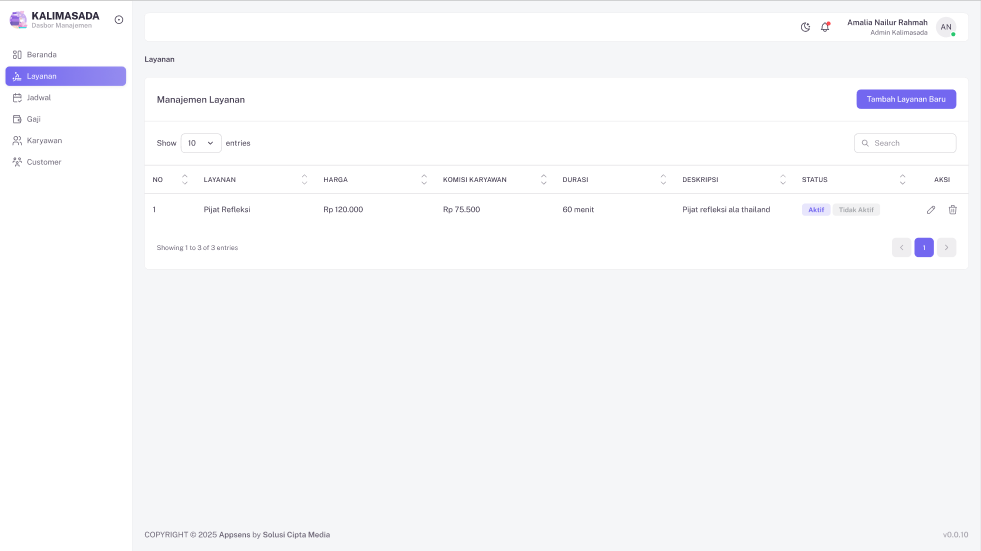 KALIMASADA
Dasbor Manajemen
Beranda
Layanan
Jadwal
Gaji
Karyawan
Customer
Amalia Nailur Rahmah
Admin Kalimasada
AN
Layanan
Manajemen Layanan
Tambah Layanan Baru
Show 10 entries
Search
NO LAYANAN HARGA KOMISI KARYAWAN DURASI DESKRIPSI STATUS AKSI
1 Pijat Refleksi Rp 120.000 Rp 75.500 60 menit Pijat refleksi ala thailand Aktif Tidak Aktif
Showing 1 to 3 of 3 entries
1
COPYRIGHT © 2025 Appsens by Solusi Cipta Media
v0.0.10